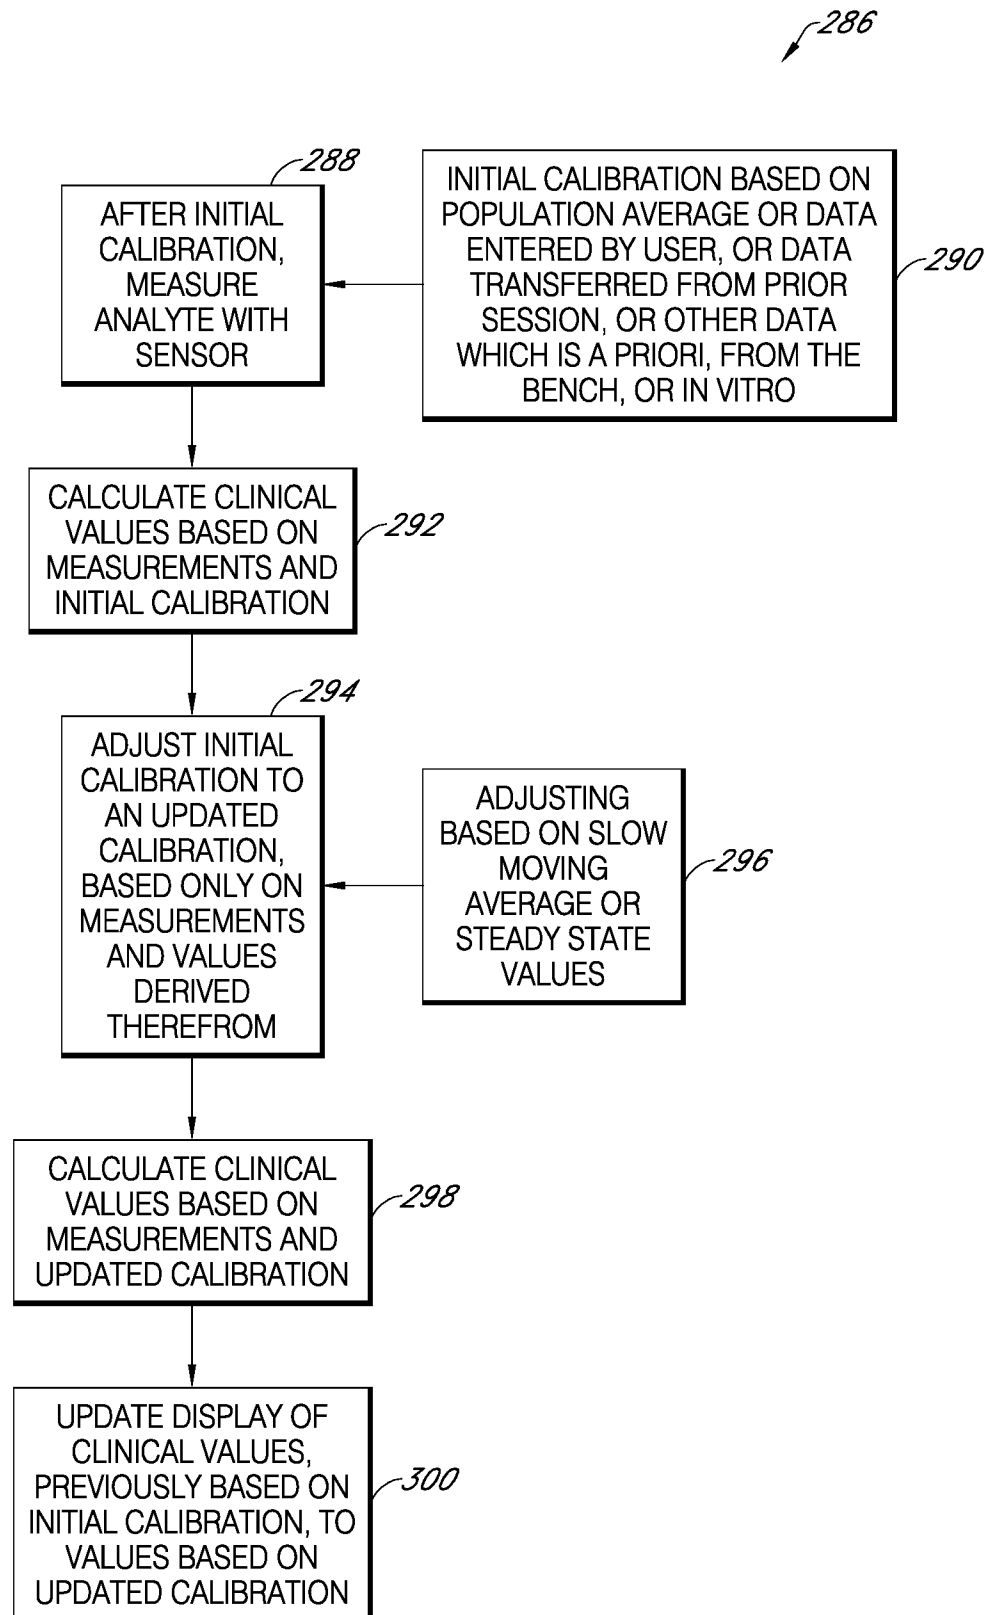 286
288
AFTER INITIAL
CALIBRATION,
MEASURE
ANALYTE WITH
SENSOR
INITIAL CALIBRATION BASED ON
POPULATION AVERAGE OR DATA
ENTERED BY USER, OR DATA
TRANSFERRED FROM PRIOR
SESSION, OR OTHER DATA
WHICH IS A PRIORI, FROM THE
BENCH, OR IN VITRO
290
CALCULATE CLINICAL
VALUES BASED ON
MEASUREMENTS AND
INITIAL CALIBRATION
292
294
ADJUST INITIAL
CALIBRATION TO
AN UPDATED
CALIBRATION,
BASED ONLY ON
MEASUREMENTS
AND VALUES
DERIVED
THEREFROM
ADJUSTING
BASED ON SLOW
MOVING
AVERAGE OR
STEADY STATE
VALUES
296
CALCULATE CLINICAL
VALUES BASED ON
MEASUREMENTS AND
UPDATED CALIBRATION
298
UPDATE DISPLAY OF
CLINICAL VALUES,
PREVIOUSLY BASED ON
INITIAL CALIBRATION, TO
VALUES BASED ON
UPDATED CALIBRATION
300